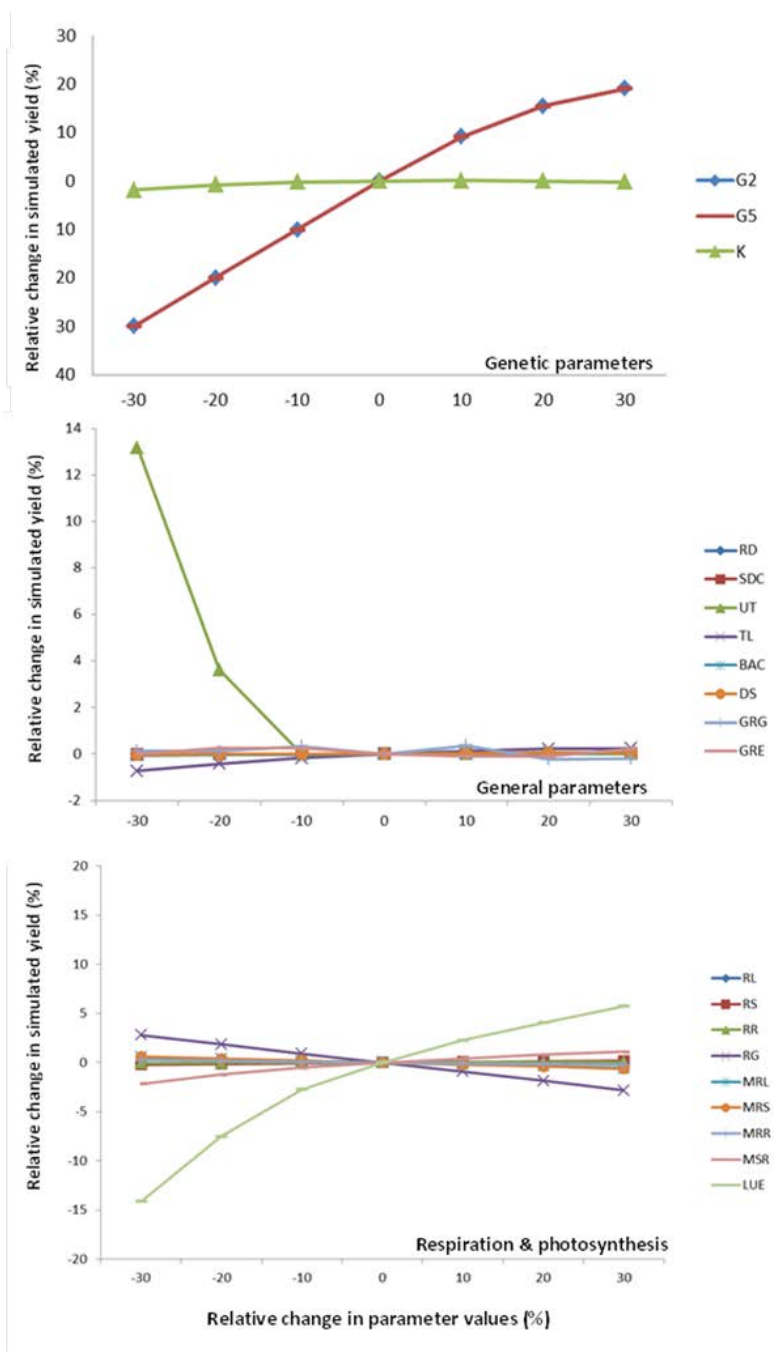 Relative change in simulated yield (%)
30
20
10
0
10
20
30
40
-30 -20 -10 0 10 20 30
Genetic parameters
G2
G5
K
Relative change in simulated yield (%)
14
12
10
8
6
4
2
0
-2
-30 -20 -10 0 10 20 30
General parameters
RD
SDC
UT
TL
BAC
DS
GRG
GRE
Relative change in simulated yield (%)
20
15
10
5
0
-5
-10
-15
-20
-30 -20 -10 0 10 20 30
Respiration & photosynthesis
RL
RS
RR
RG
MRL
MRS
MRR
MSR
LUE
Relative change in parameter values (%)